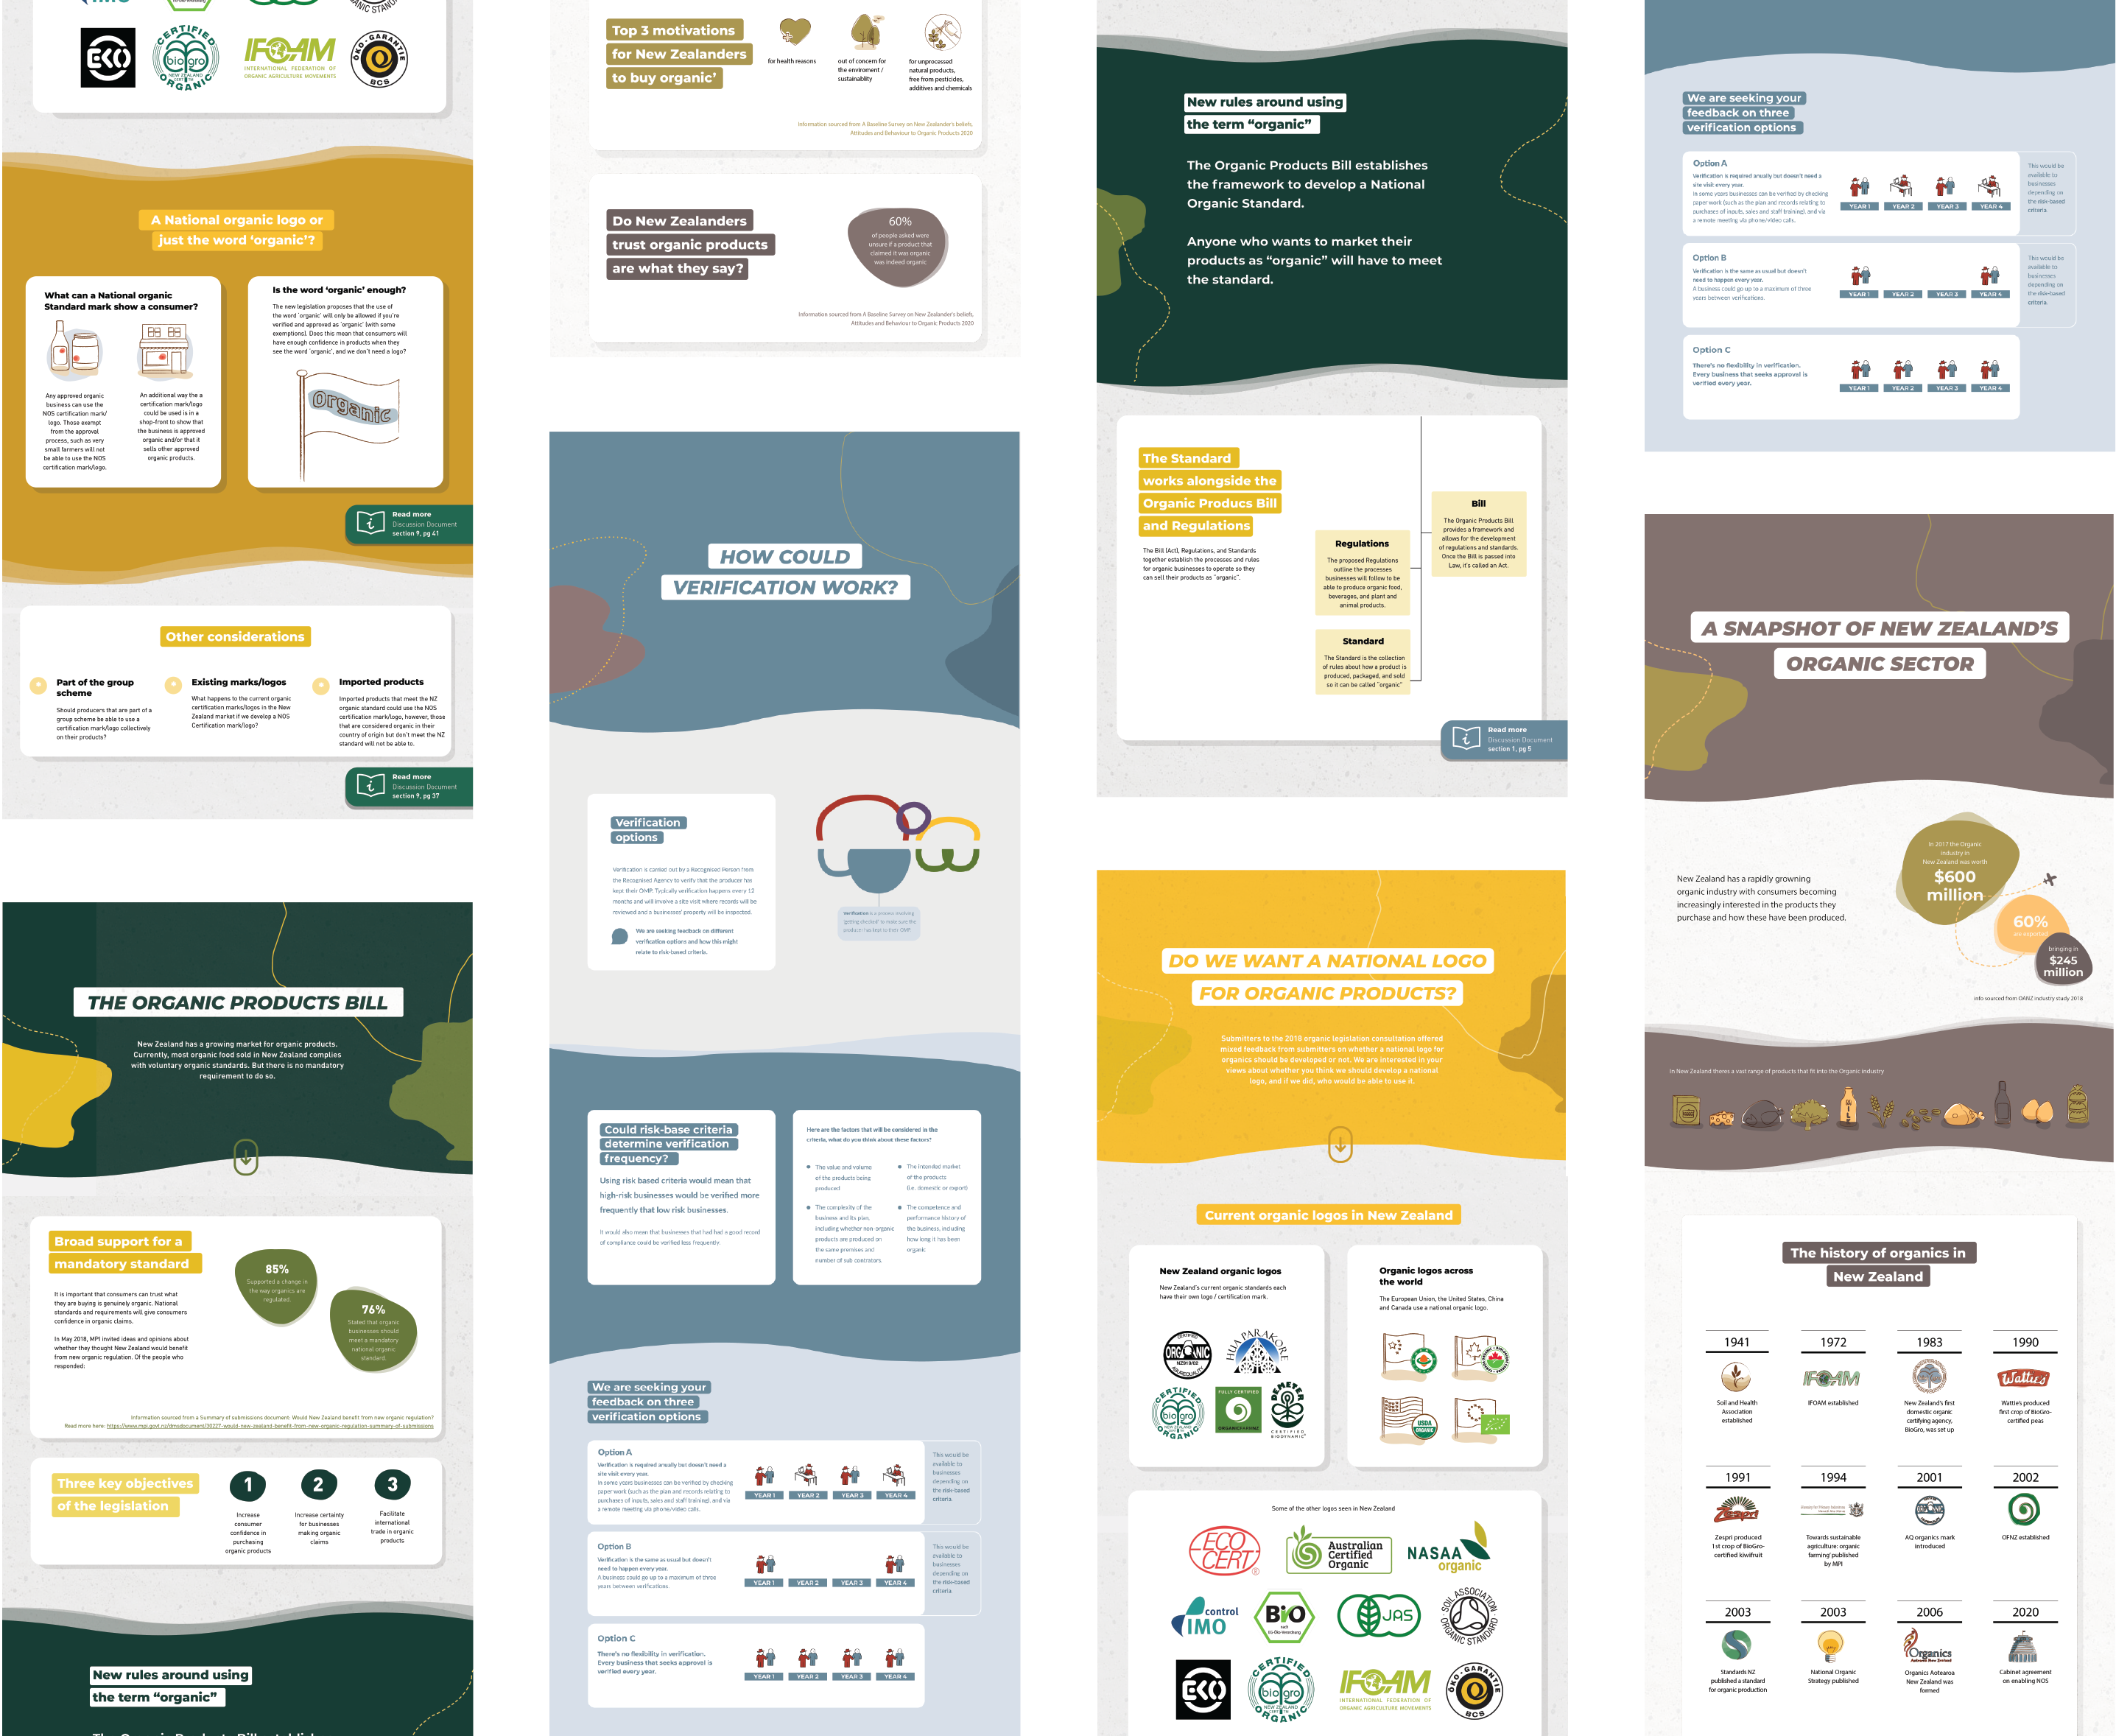 EKO
CERTIFIED
biogro
NEW ZEALAND
ORGANIC
IFOAM
INTERNATIONAL FEDERATION OF
ORGANIC AGRICULTURE MOVEMENTS
ÖKO-GARANTIE
BCS
A National organic logo or
just the word ‘organic’?
What can a National organic
Standard mark show a consumer?
Any approved organic
business can use the
NOS certification mark/
logo. Those exempt
from the approval
process, such as very
small farmers will not
be able to use the NOS
certification mark/logo.
An additional way the a
certification mark/logo
could be used is in a
shop-front to show that
the business is approved
organic and/or that it
sells other approved
organic products.
Is the word ‘organic’ enough?
The new legislation proposes that the use of
the word ‘organic’ will only be allowed if you’re
verified and approved as ‘organic’ (with some
exemptions). Does this mean that consumers will
have enough confidence in products when they
see the word ‘organic’, and we don’t need a logo?
Organic
Read more
Discussion Document
section 9, pg 41
Other considerations
Part of the group
scheme
Should producers that are part of a
group scheme be able to use a
certification mark/logo collectively
on their products?
Existing marks/logos
What happens to the current organic
certification marks/logos in the New
Zealand market if we develop a NOS
Certification mark/logo?
Imported products
Imported products that meet the NZ
organic standard could use the NOS
certification mark/logo, however, those
that are considered organic in their
country of origin but don’t meet the NZ
standard will not be able to.
Read more
Discussion Document
section 9, pg 37
THE ORGANIC PRODUCTS BILL
New Zealand has a growing market for organic products.
Currently, most organic food sold in New Zealand complies
with voluntary organic standards. But there is no mandatory
requirement to do so.
Broad support for a
mandatory standard
It is important that consumers can trust what
they are buying is genuinely organic. National
standards and requirements will give consumers
confidence in organic claims.
In May 2018, MPI invited ideas and opinions about
whether they thought New Zealand would benefit
from new organic regulation. Of the people who
responded:
85%
Supported a change in
the way organics are
regulated.
76%
Stated that organic
businesses should
meet a mandatory
national organic
standard.
Information sourced from a Summary of submissions document. Would New Zealand benefit from new organic regulation?
Read more here: https://www.mpi.govt.nz/dmsdocument/30227-would-new-zealand-benefit-from-new-organic-regulation-summary-of-submissions
Three key objectives
of the legislation
1
Increase
consumer
confidence in
purchasing
organic products
2
Increase certainty
for businesses
making organic
claims
3
Facilitate
international
trade in organic
products
New rules around using
the term “organic”
Top 3 motivations
for New Zealanders
to buy organic’
for health reasons
out of concern for
the enviroment /
sustainablity
for unprocessed
natural products,
free from pesticides,
additives and chemicals
Information sourced from A Baseline Survey on New Zealander’s beliefs,
Attitudes and Behaviour to Organic Products 2020
Do New Zealanders
trust organic products
are what they say?
60%
of people asked were
unsure if a product that
claimed it was organic
was indeed organic
Information sourced from A Baseline Survey on New Zealander’s beliefs,
Attitudes and Behaviour to Organic Products 2020
HOW COULD
VERIFICATION WORK?
Verification
options
Verification is carried out by a Recognised Person from
the Recognised Agency to verify that the producer has
kept their OMP. Typically verification happens every 12
months and will involve a site visit where records will be
reviewed and a businesses’ property will be inspected.
We are seeking feedback on different
verification options and how this might
relate to risk-based criteria.
Verification is a process involving
‘getting checked’ to make sure the
producer has kept to their OMP.
Could risk-base criteria
determine verification
frequency?
Using risk based criteria would mean that
high-risk businesses would be verified more
frequently that low risk businesses.
It would also mean that businesses that had had a good record
of compliance could be verified less frequently.
Here are the factors that will be considered in the
criteria, what do you think about these factors?
The value and volume
of the products being
produced
The complexity of the
business and its plan,
including whether non-organic
products are produced on
the same premises and
number of sub contractors.
The intended market
of the products
(i.e. domestic or export)
The competence and
performance history of
the business, including
how long it has been
organic
We are seeking your
feedback on three
verification options
Option A
Verification is required anually but doesn’t need a
site visit every year.
In some years businesses can be verified by checking
paper work (such as the plan and records relating to
purchases of inputs, sales and staff training), and via
a remote meeting via phone/video calls.
YEAR 1
YEAR 2
YEAR 3
YEAR 4
This would be
available to
businesses
depending on
the risk-based
criteria.
Option B
Verification is the same as usual but doesn’t
need to happen every year.
A business could go up to a maximum of three
years between verifications.
YEAR 1
YEAR 2
YEAR 3
YEAR 4
This would be
available to
businesses
depending on
the risk-based
criteria.
Option C
There’s no flexibility in verification.
Every business that seeks approval is
verified every year.
YEAR 1
YEAR 2
YEAR 3
YEAR 4
New rules around using
the term “organic”
The Organic Products Bill establishes
the framework to develop a National
Organic Standard.
Anyone who wants to market their
products as “organic” will have to meet
the standard.
The Standard
works alongside the
Organic Producs Bill
and Regulations
The Bill (Act), Regulations, and Standards
together establish the processes and rules
for organic businesses to operate so they
can sell their products as “organic”.
Bill
The Organic Products Bill
provides a framework and
allows for the development
of regulations and standards.
Once the Bill is passed into
Law, it’s called an Act.
Regulations
The proposed Regulations
outline the processes
businesses will follow to be
able to produce organic food,
beverages, and plant and
animal products.
Standard
The Standard is the collection
of rules about how a product is
produced, packaged, and sold
so it can be called “organic”
Read more
Discussion Document
section 1, pg 5
DO WE WANT A NATIONAL LOGO
FOR ORGANIC PRODUCTS?
Submitters to the 2018 organic legislation consultation offered
mixed feedback from submitters on whether a national logo for
organics should be developed or not. We are interested in your
views about whether you think we should develop a national
logo, and if we did, who would be able to use it.
Current organic logos in New Zealand
New Zealand organic logos
New Zealand’s current organic standards each
have their own logo / certification mark.
CERTIFIED
ORGANIC
ASUREQUALITY
HUA PARAKORE
CERTIFIED
biogro
NEW ZEALAND
ORGANIC
FULLY CERTIFIED
ORGANICFARMNZ
DEMETER
CERTIFIED
BIODYNAMIC
Organic logos across
the world
The European Union, the United States, China
and Canada use a national organic logo.
USDA
ORGANIC
Some of the other logos seen in New Zealand
ECO
CERT
Australian
Certified
Organic
NASAA
organic
control
IMO
BiO
nach
EG-Öko-Verordnung
JAS
SOIL ASSOCIATION
ORGANIC STANDARD
EKO
CERTIFIED
biogro
NEW ZEALAND
ORGANIC
IFOAM
INTERNATIONAL FEDERATION OF
ORGANIC AGRICULTURE MOVEMENTS
ÖKO-GARANTIE
BCS
We are seeking your
feedback on three
verification options
Option A
Verification is required anually but doesn’t need a
site visit every year.
In some years businesses can be verified by checking
paper work (such as the plan and records relating to
purchases of inputs, sales and staff training), and via
a remote meeting via phone/video calls.
YEAR 1
YEAR 2
YEAR 3
YEAR 4
This would be
available to
businesses
depending on
the risk-based
criteria.
Option B
Verification is the same as usual but doesn’t
need to happen every year.
A business could go up to a maximum of three
years between verifications.
YEAR 1
YEAR 2
YEAR 3
YEAR 4
This would be
available to
businesses
depending on
the risk-based
criteria.
Option C
There’s no flexibility in verification.
Every business that seeks approval is
verified every year.
YEAR 1
YEAR 2
YEAR 3
YEAR 4
A SNAPSHOT OF NEW ZEALAND’S
ORGANIC SECTOR
New Zealand has a rapidly growning
organic industry with consumers becoming
increasingly interested in the products they
purchase and how these have been produced.
In 2017 the Organic
industry in
New Zealand was worth
$600
million
60%
are exported
bringing in
$245
million
info sourced from OANZ industry study 2018
In New Zealand theres a vast range of products that fit into the Organic industry
MILK
The history of organics in
New Zealand
1941
Soil and Health
Association
established
1972
IFOAM
IFOAM established
1983
New Zealand’s first
domestic organic
certifying agency,
BioGro, was set up
1990
Wattie's
Wattie’s produced
first crop of BioGro-
certified peas
1991
Zespri
Zespri produced
1st crop of BioGro-
certified kiwifruit
1994
Towards sustainable
agriculture: organic
farming’ published
by MPI
2001
ORGANIC
AQ organics mark
introduced
2002
OFNZ established
2003
Standards NZ
published a standard
for organic production
2003
National Organic
Strategy published
2006
Organics
Aotearoa New Zealand
Organics Aotearoa
New Zealand was
formed
2020
Cabinet agreement
on enabling NOS